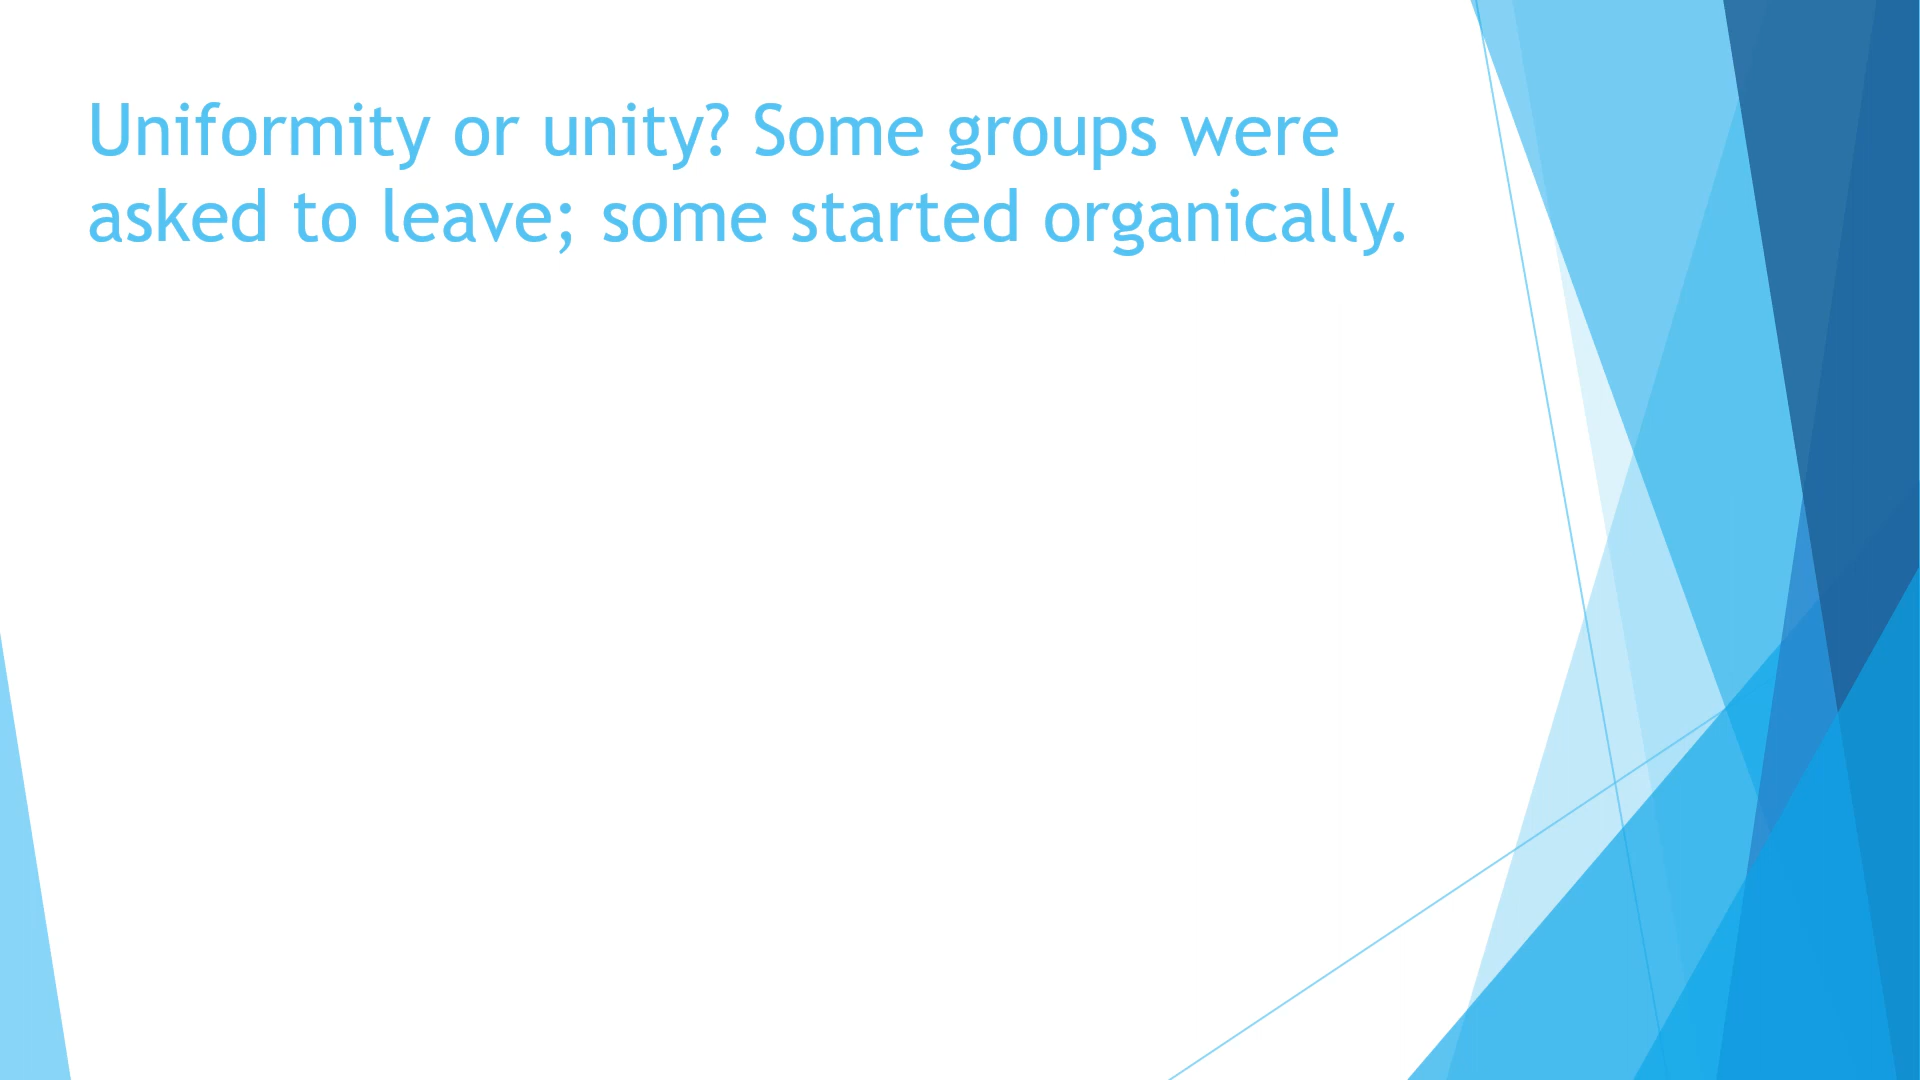 Uniformity or unity? Some groups were
asked to leave; some started organically.